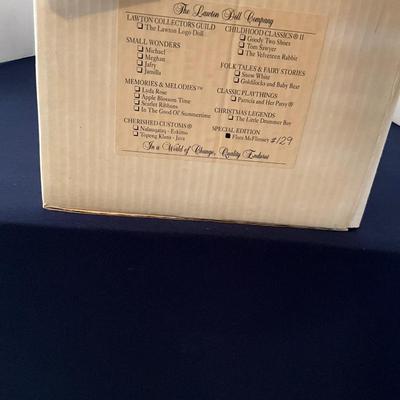 The Lawton Doll Company
LAWTON COLLECTORS GUILD
The Lawton Logo Doll
SMALL WONDERS
Michael
Meghan
Jafry
Jamilla
MEMORIES & MELODIES™
Lyda Rose
Apple Blossom Time
Scarlet Ribbons
In The Good Ol' Summertime
CHERISHED CUSTOMS®
Nalauqataq - Eskimo
Topeng Klana - Java
CHILDHOOD CLASSICS® II
Goody Two Shoes
Tom Sawyer
The Velveteen Rabbit
FOLK TALES & FAIRY STORIES
Snow White
Goldilocks and Baby Bear
CLASSIC PLAYTHINGS
Patricia and Her Patsy®
CHRISTMAS LEGENDS
The Little Drummer Boy
SPECIAL EDITION
Flora McFlimsey #129
In a World of Change, Quality Endures